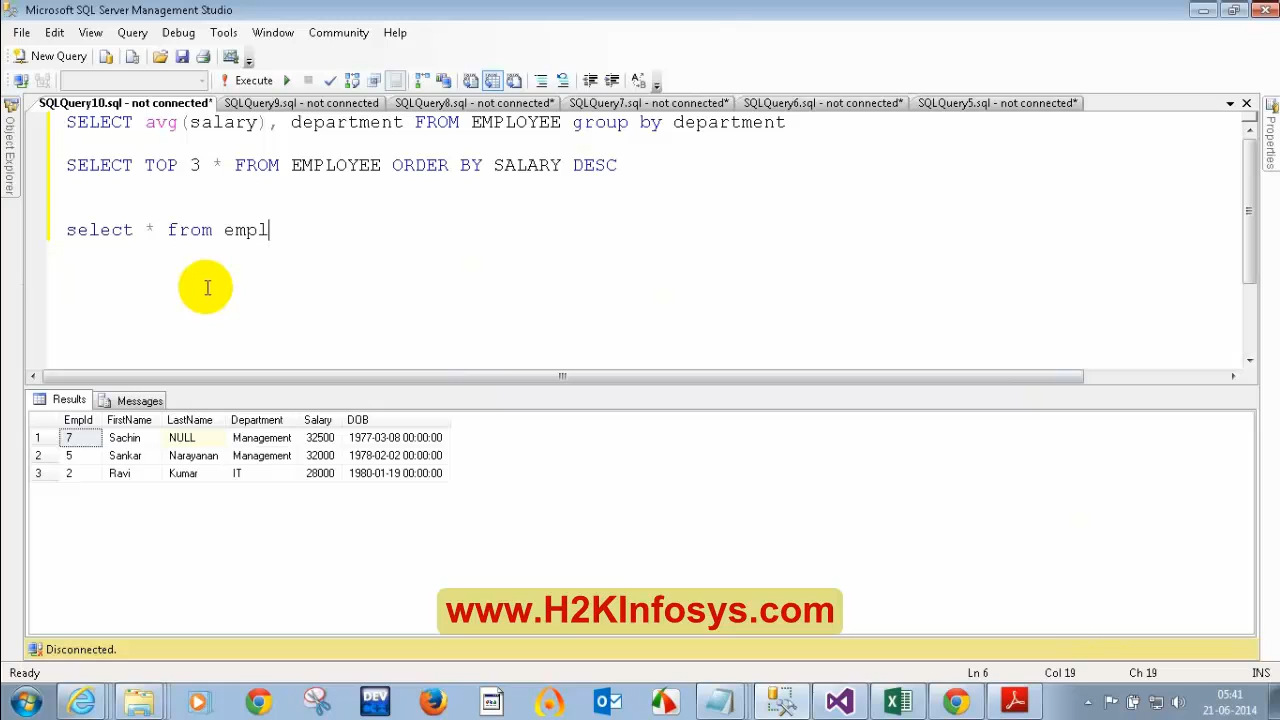 Microsoft SQL Server Management Studio
File Edit View Query Debug Tools Window Community Help
New Query
Execute
SQLQuery10.sql - not connected* SQLQuery9.sql - not connected SQLQuery8.sql - not connected* SQLQuery7.sql - not connected* SQLQuery6.sql - not connected* SQLQuery5.sql - not connected*
Object Explorer
Properties
SELECT avg(salary), department FROM EMPLOYEE group by department
SELECT TOP 3 * FROM EMPLOYEE ORDER BY SALARY DESC
select * from empl
Results Messages
EmpId FirstName LastName Department Salary DOB
1 7 Sachin NULL Management 32500 1977-03-08 00:00:00
2 5 Sankar Narayanan Management 32000 1978-02-02 00:00:00
3 2 Ravi Kumar IT 28000 1980-01-19 00:00:00
www.H2KInfosys.com
Disconnected.
Ready Ln 6 Col 19 Ch 19 INS
DEV
05:41
21-06-2014